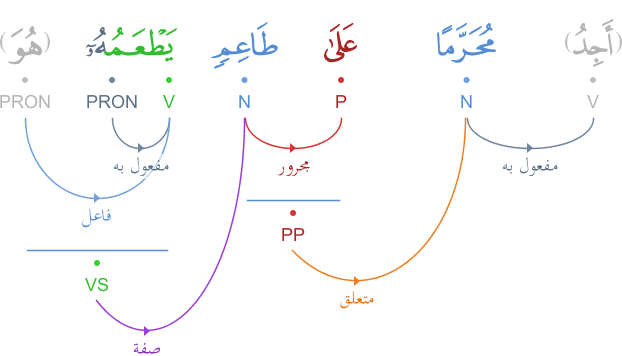 (أَجِدُ) مُحَرَّمًا عَلَىٰ طَاعِمٍ يَطْعَمُهُۥٓ (هُوَ)
V N P N V PRON PRON
مفعول به مجرور مفعول به
فاعل
PP
VS
متعلق
صفة